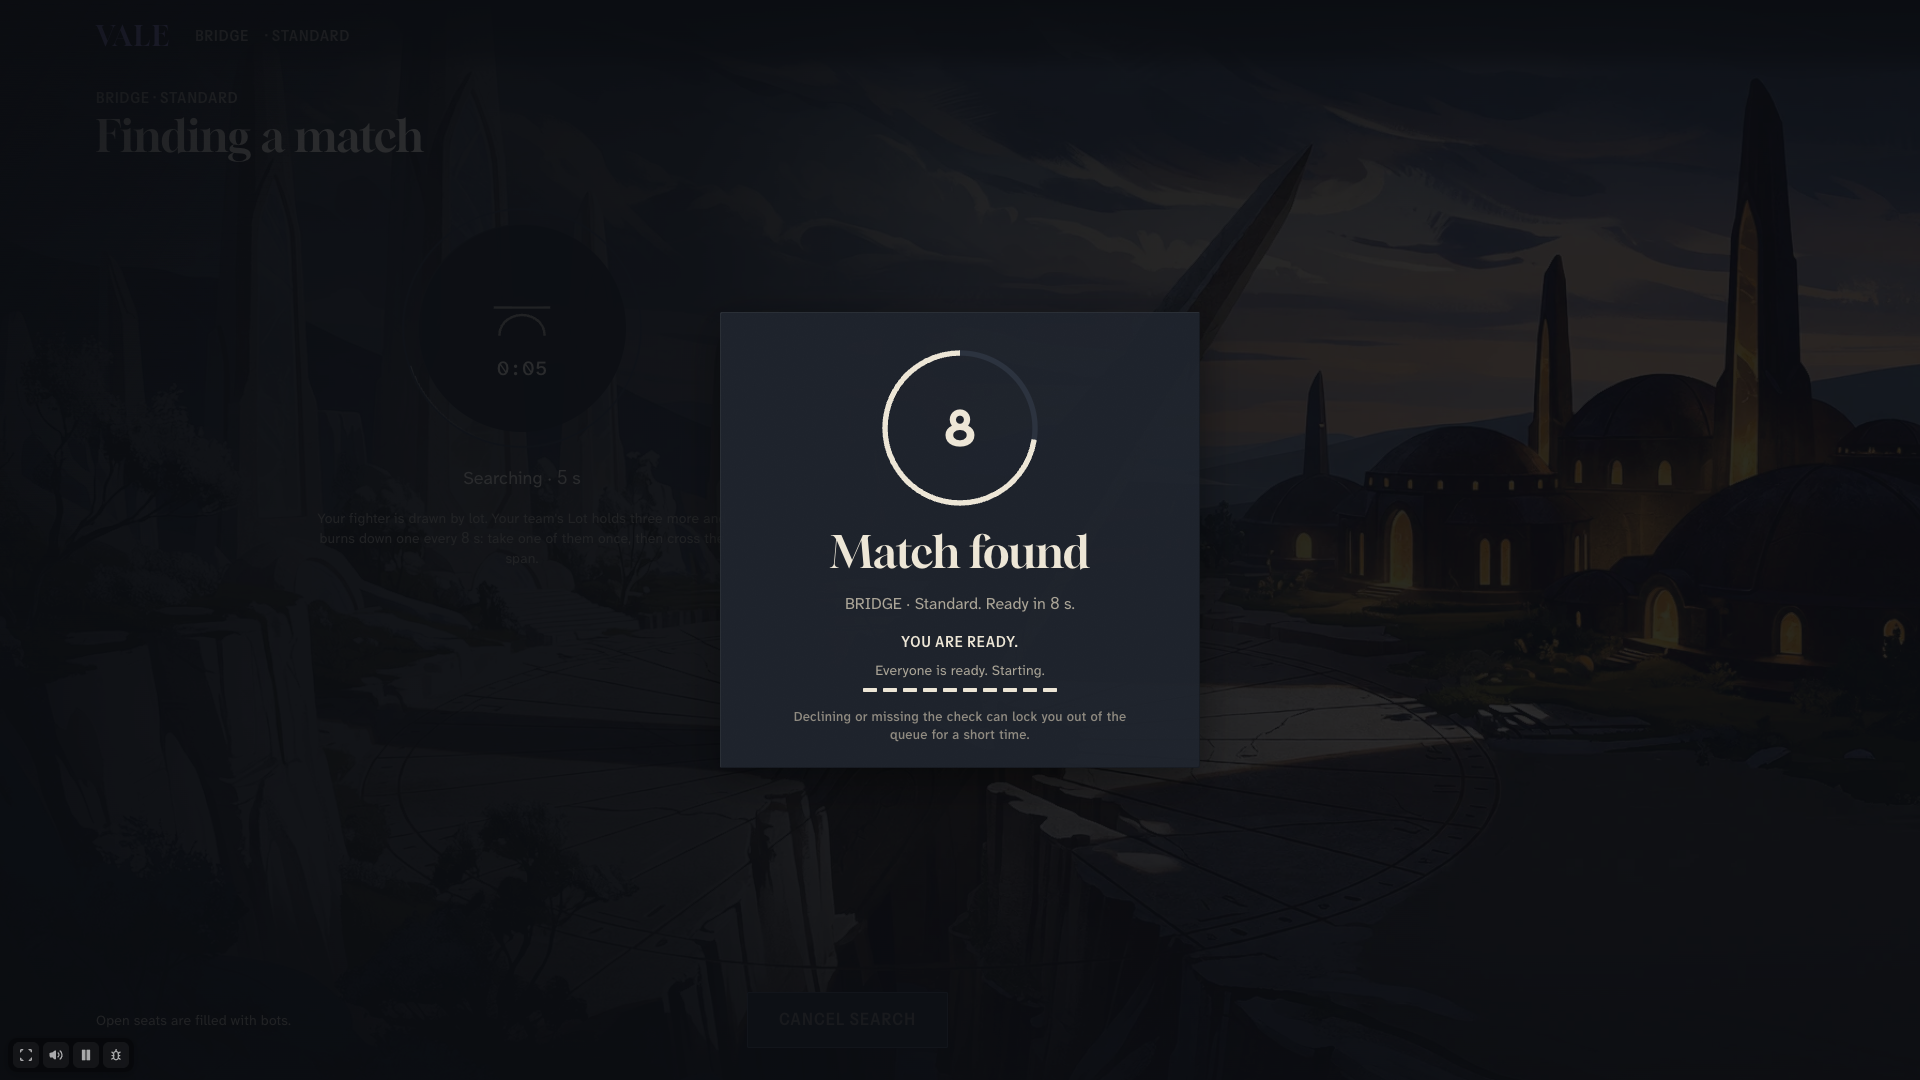 VALE BRIDGE · STANDARD
BRIDGE · STANDARD
Finding a match
0:05
Searching · 5 s
Your fighter is drawn by lot. Your team's Lot holds three more an
burns down one every 8 s: take one of them once, then cross tha
span.
8
Match found
BRIDGE · Standard. Ready in 8 s.
YOU ARE READY.
Everyone is ready. Starting.
Declining or missing the check can lock you out of the
queue for a short time.
Open seats are filled with bots.
CANCEL SEARCH